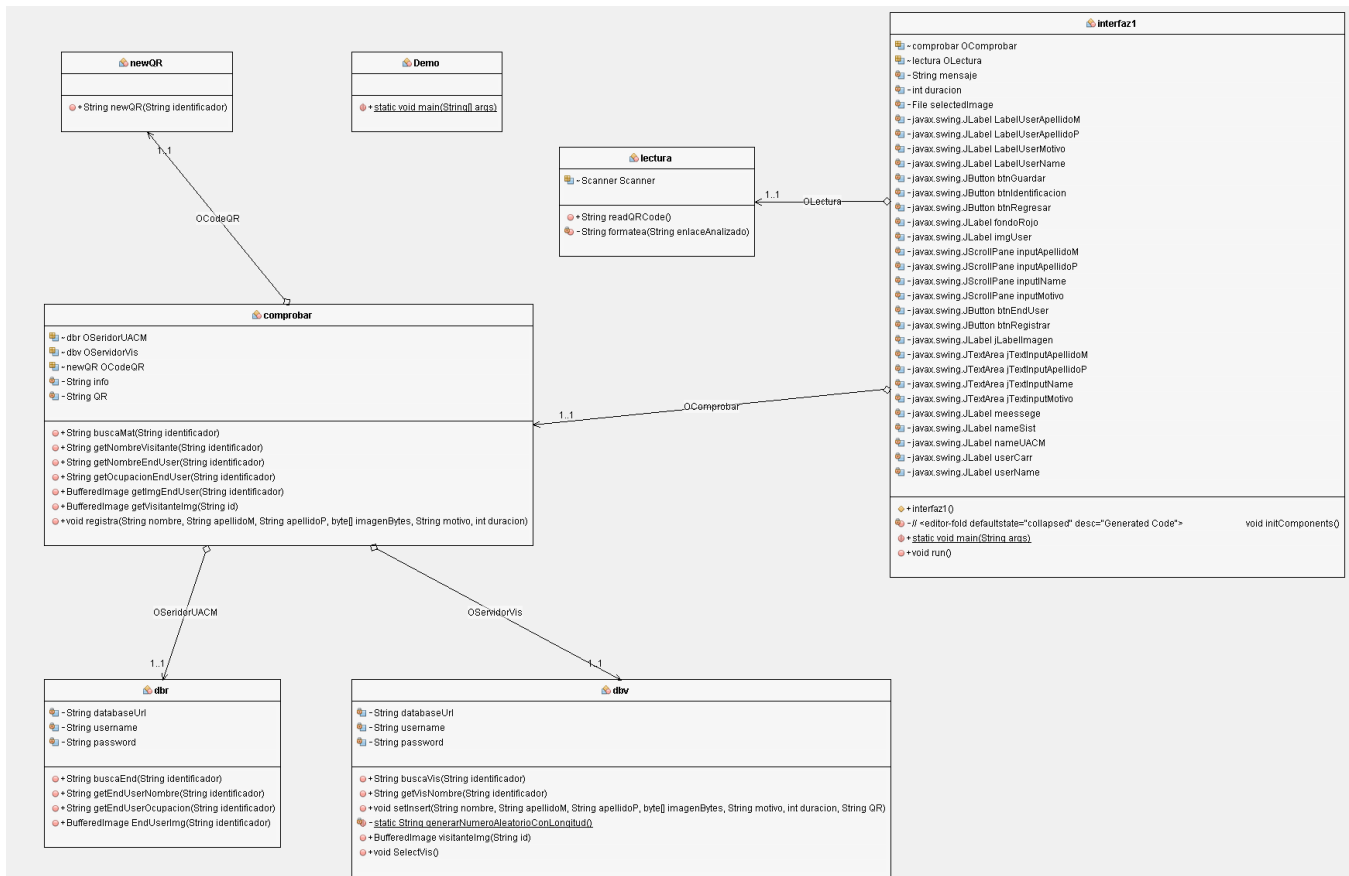 newQR
+String newQR(String identificador)
Demo
+static void main(String[] args)
lectura
~Scanner Scanner
+String readQRCode()
-String formatea(String enlaceAnalizado)
interfaz1
~comprobar OComprobar
~lectura OLectura
-String mensaje
-int duracion
-File selectedImage
-javax.swing.JLabel LabelUserApellidoM
-javax.swing.JLabel LabelUserApellidoP
-javax.swing.JLabel LabelUserMotivo
-javax.swing.JLabel LabelUserName
-javax.swing.JButton btnGuardar
-javax.swing.JButton btnIdentificacion
-javax.swing.JButton btnRegresar
-javax.swing.JLabel fondoRojo
-javax.swing.JLabel imgUser
-javax.swing.JScrollPane inputApellidoM
-javax.swing.JScrollPane inputApellidoP
-javax.swing.JScrollPane inputlName
-javax.swing.JScrollPane inputMotivo
-javax.swing.JButton btnEndUser
-javax.swing.JButton btnRegistrar
-javax.swing.JLabel jLabelImagen
-javax.swing.JTextArea jTextInputApellidoM
-javax.swing.JTextArea jTextInputApellidoP
-javax.swing.JTextArea jTextInputName
-javax.swing.JTextArea jTextInputMotivo
-javax.swing.JLabel meessege
-javax.swing.JLabel nameSist
-javax.swing.JLabel nameUACM
-javax.swing.JLabel userCarr
-javax.swing.JLabel userName
+interfaz1()
-// <editor-fold defaultstate="collapsed" desc="Generated Code"> void initComponents()
+static void main(String args)
+void run()
1..1
OCodeQR
1..1
OLectura
1..1
OComprobar
comprobar
~dbr OSeridorUACM
~dbv OServidorVis
~newQR OCodeQR
-String info
-String QR
+String buscaMat(String identificador)
+String getNombreVisitante(String identificador)
+String getNombreEndUser(String identificador)
+String getOcupacionEndUser(String identificador)
+BufferedImage getImgEndUser(String identificador)
+BufferedImage getVisitanteImg(String id)
+void registra(String nombre, String apellidoM, String apellidoP, byte[] imagenBytes, String motivo, int duracion)
OSeridorUACM
1..1
OServidorVis
1..1
dbr
-String databaseUrl
-String username
-String password
+String buscaEnd(String identificador)
+String getEndUserNombre(String identificador)
+String getEndUserOcupacion(String identificador)
+BufferedImage EndUserImg(String identificador)
dbv
-String databaseUrl
-String username
-String password
+String buscaVis(String identificador)
+String getVisNombre(String identificador)
+void setInsert(String nombre, String apellidoM, String apellidoP, byte[] imagenBytes, String motivo, int duracion, String QR)
-static String generarNumeroAleatorioConLongitud()
+BufferedImage visitanteImg(String id)
+void SelectVis()